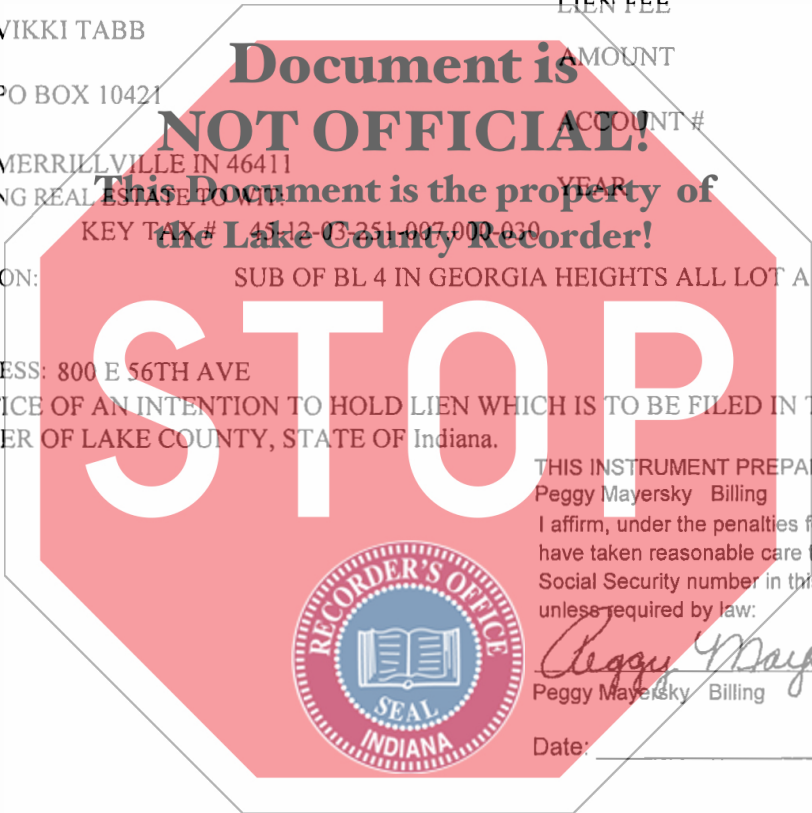 LIEN FEE
VIKKI TABB
AMOUNT
Document is
PO BOX 10421
NOT OFFICIAL!
ACCOUNT #
MERRILLVILLE IN 46411
YEAR
This Document is the property of
NG REAL ESTATE TO WIT:
the Lake County Recorder!
KEY TAX # 45-12-03-251-007.000-030
ON: SUB OF BL 4 IN GEORGIA HEIGHTS ALL LOT A
STOP
ESS: 800 E 56TH AVE
ICE OF AN INTENTION TO HOLD LIEN WHICH IS TO BE FILED IN T
ER OF LAKE COUNTY, STATE OF Indiana.
THIS INSTRUMENT PREPA
Peggy Mayersky Billing
I affirm, under the penalties f
have taken reasonable care t
Social Security number in thi
unless required by law:
Peggy May
Peggy Mayersky Billing
Date:
RECORDER'S OFFICE
SEAL
INDIANA